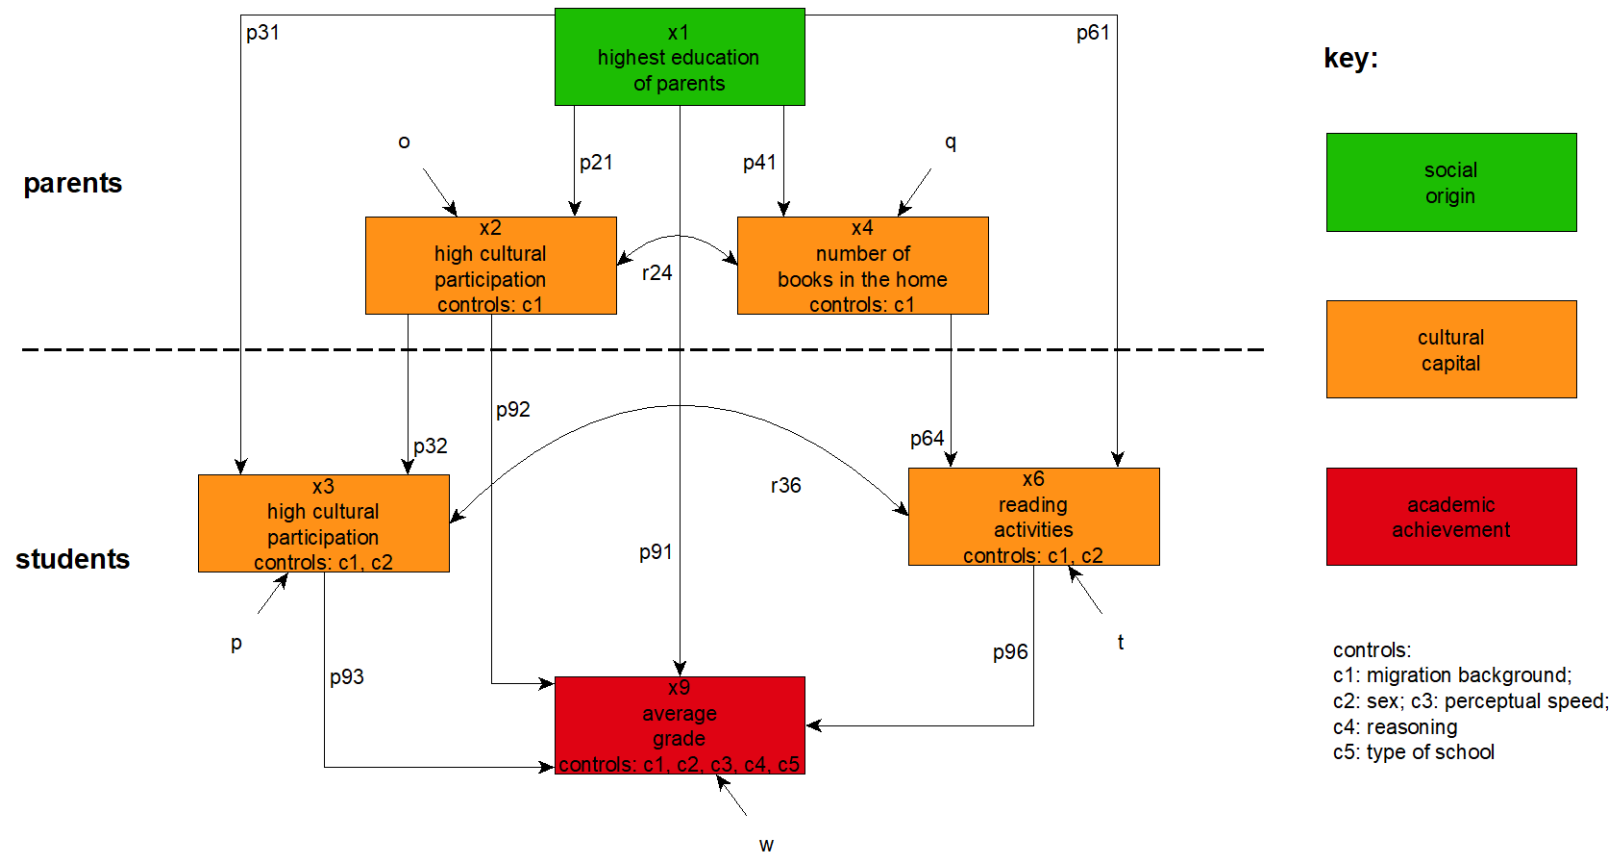 p31
x1
highest education
of parents
p61
key:
o
q
p21
p41
parents
social
origin
x2
high cultural
participation
controls: c1
r24
x4
number of
books in the home
controls: c1
cultural
capital
p92
p32
p64
x3
high cultural
participation
controls: c1, c2
r36
x6
reading
activities
controls: c1, c2
academic
achievement
students
p91
p
t
p93
p96
controls:
c1: migration background;
c2: sex; c3: perceptual speed;
c4: reasoning
c5: type of school
x9
average
grade
controls: c1, c2, c3, c4, c5
w